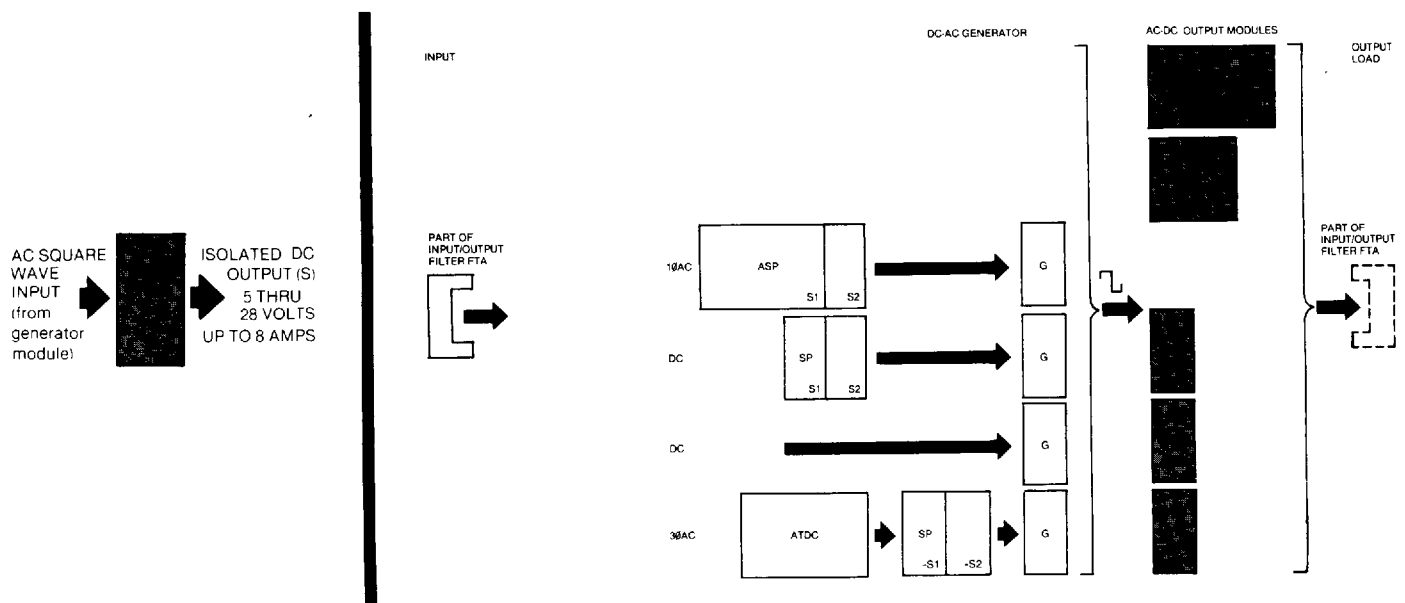 AC SQUARE
WAVE
INPUT
(from
generator
module)
ISOLATED DC
OUTPUT (S)
5 THRU
28 VOLTS
UP TO 8 AMPS
INPUT
DC-AC GENERATOR
AC-DC OUTPUT MODULES
OUTPUT
LOAD
PART OF
INPUT/OUTPUT
FILTER FTA
1ØAC
ASP
S1
S2
G
DC
SP
S1
S2
G
DC
G
3ØAC
ATDC
SP
-S1
-S2
G
PART OF
INPUT/OUTPUT
FILTER FTA